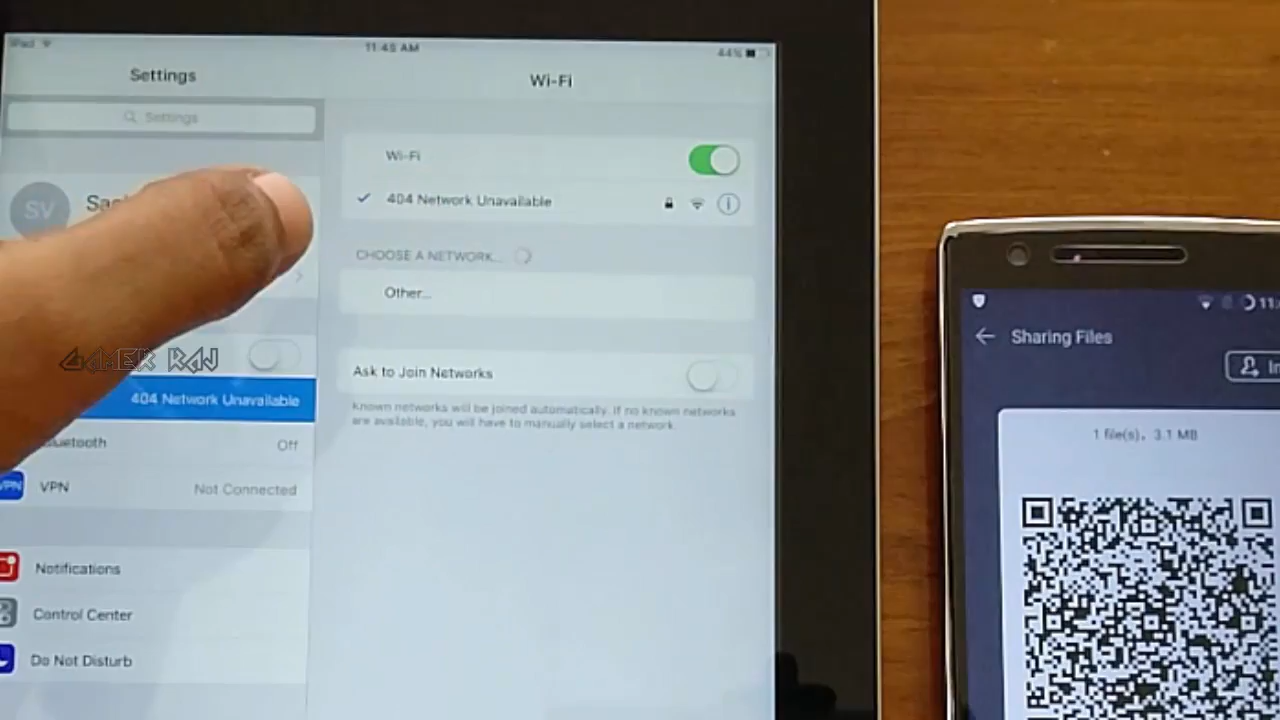 iPad
11:45 AM
44%
Settings
Wi-Fi
Settings
Wi-Fi
SV
404 Network Unavailable
CHOOSE A NETWORK...
Other...
GAMER RAJ
404 Network Unavailable
Ask to Join Networks
Known networks will be joined automatically. If no known networks
are available, you will have to manually select a network.
Bluetooth
Off
VPN
VPN
Not Connected
Notifications
Control Center
Do Not Disturb
Sharing Files
1 file(s), 3.1 MB